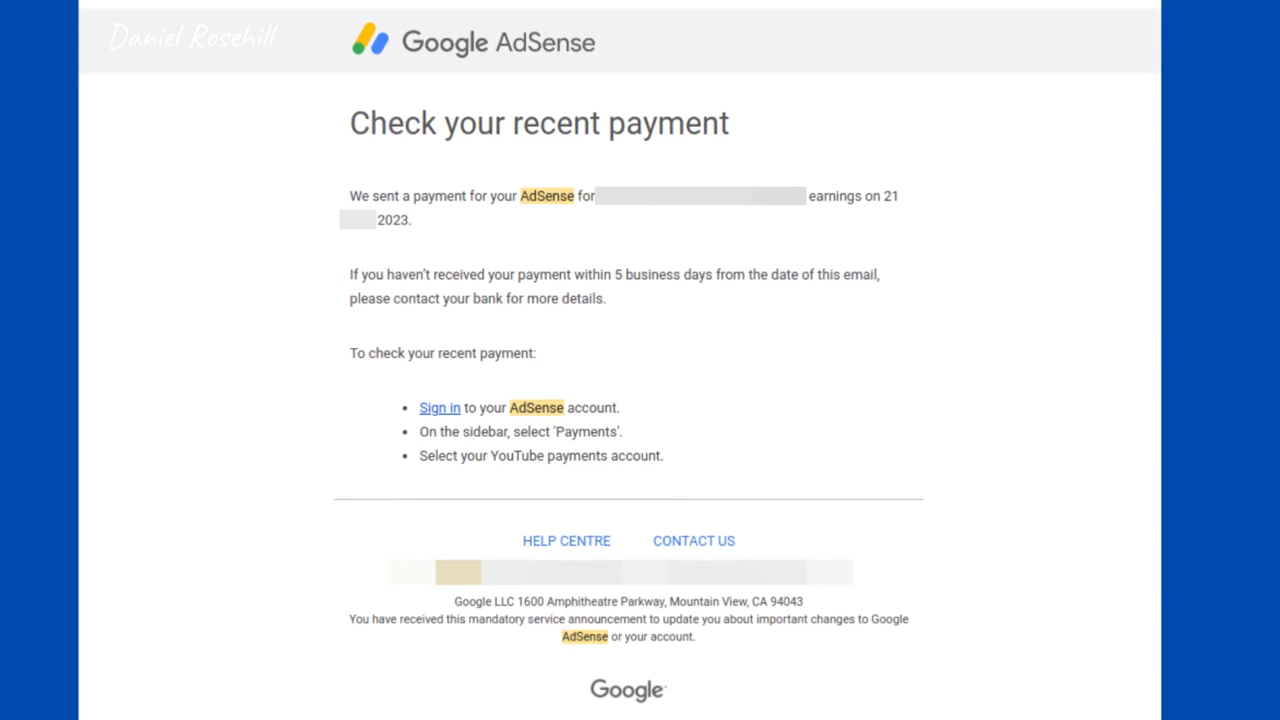 Daniel Rosehill
Google AdSense
Check your recent payment
We sent a payment for your AdSense for earnings on 21
2023.
If you haven't received your payment within 5 business days from the date of this email,
please contact your bank for more details.
To check your recent payment:
• Sign in to your AdSense account.
• On the sidebar, select 'Payments'.
• Select your YouTube payments account.
HELP CENTRE CONTACT US
Google LLC 1600 Amphitheatre Parkway, Mountain View, CA 94043
You have received this mandatory service announcement to update you about important changes to Google
AdSense or your account.
Google